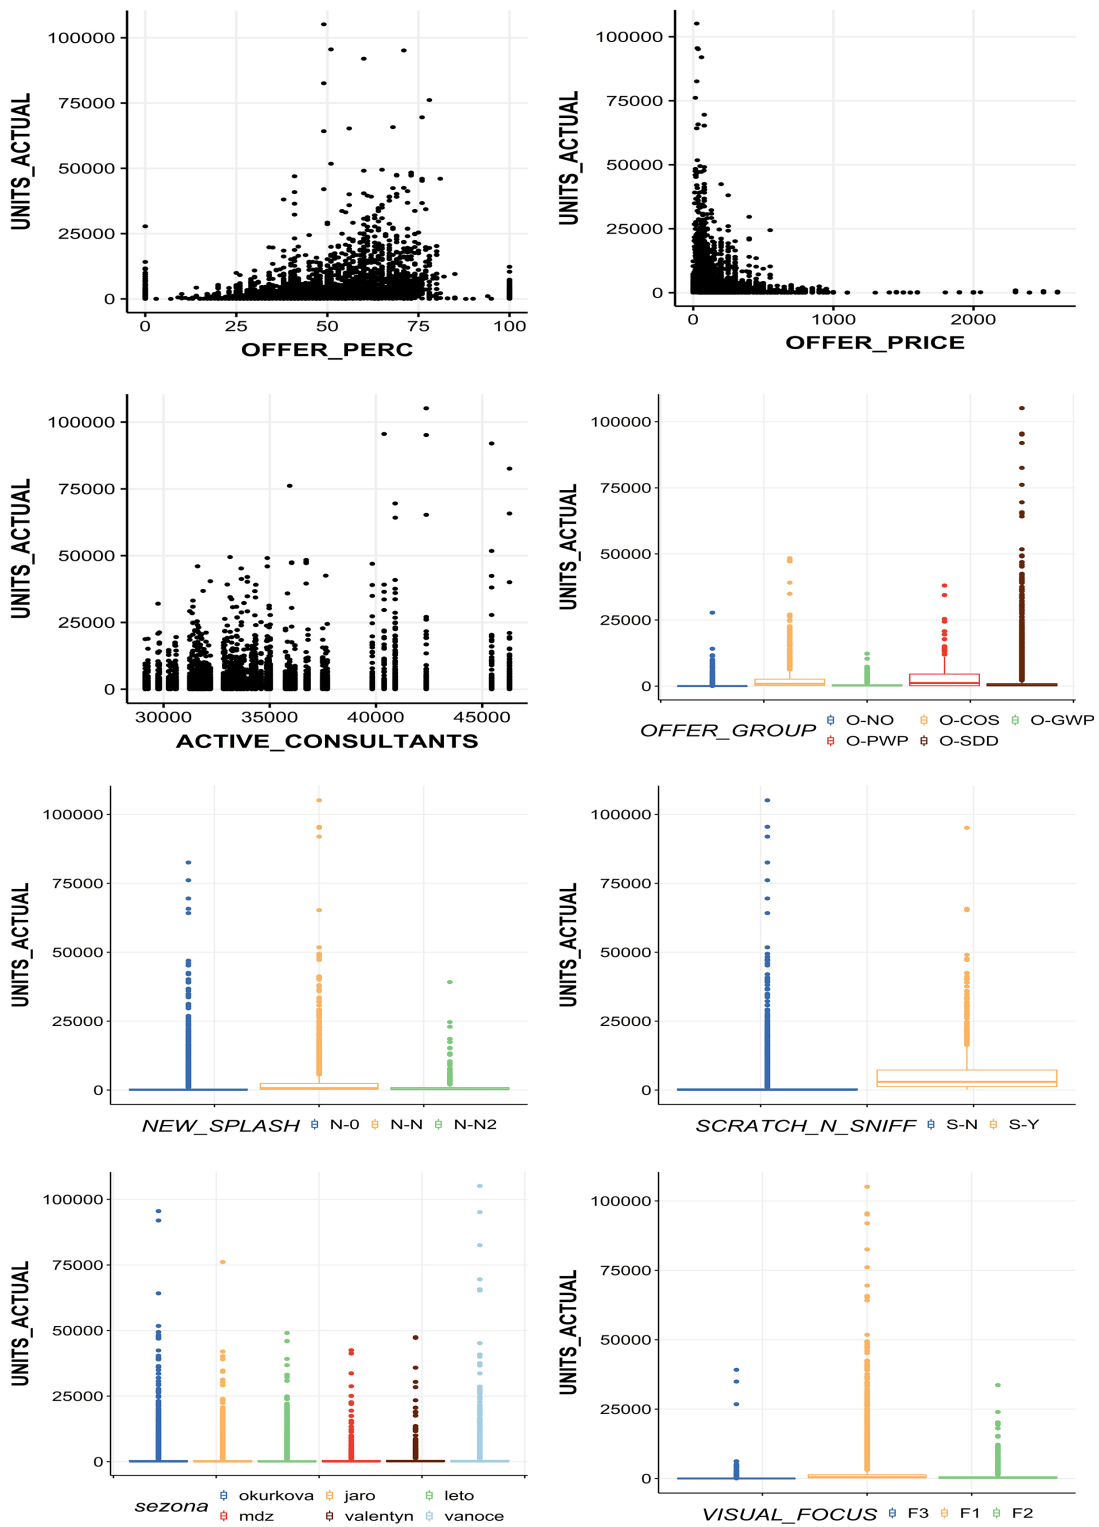 100000
75000
50000
25000
0
UNITS_ACTUAL
0 25 50 75 100
OFFER_PERC
100000
75000
50000
25000
0
UNITS_ACTUAL
0 1000 2000
OFFER_PRICE
100000
75000
50000
25000
0
UNITS_ACTUAL
30000 35000 40000 45000
ACTIVE_CONSULTANTS
100000
75000
50000
25000
0
UNITS_ACTUAL
OFFER_GROUP O-NO O-COS O-GWP
O-PWP O-SDD
100000
75000
50000
25000
0
UNITS_ACTUAL
NEW_SPLASH N-0 N-N N-N2
100000
75000
50000
25000
0
UNITS_ACTUAL
SCRATCH_N_SNIFF S-N S-Y
100000
75000
50000
25000
0
UNITS_ACTUAL
sezona okurkova jaro leto
mdz valentyn vanoce
100000
75000
50000
25000
0
UNITS_ACTUAL
VISUAL_FOCUS F3 F1 F2